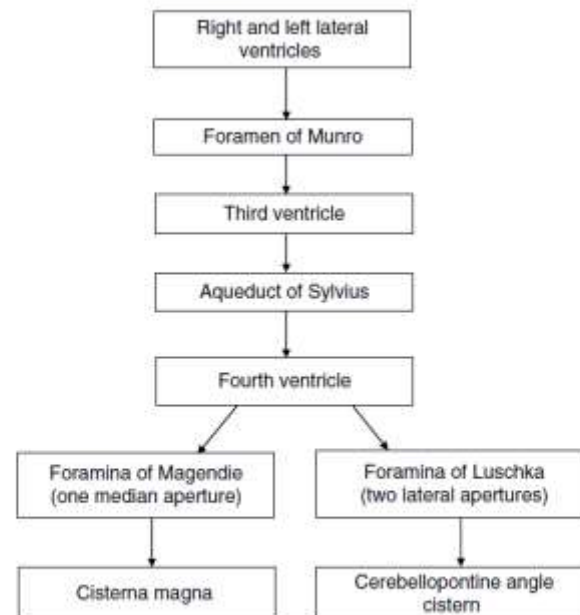 Right and left lateral
ventricles
Foramen of Munro
Third ventricle
Aqueduct of Sylvius
Fourth ventricle
Foramina of Magendie
(one median aperture)
Foramina of Luschka
(two lateral apertures)
Cisterna magna
Cerebellopontine angle
cistern